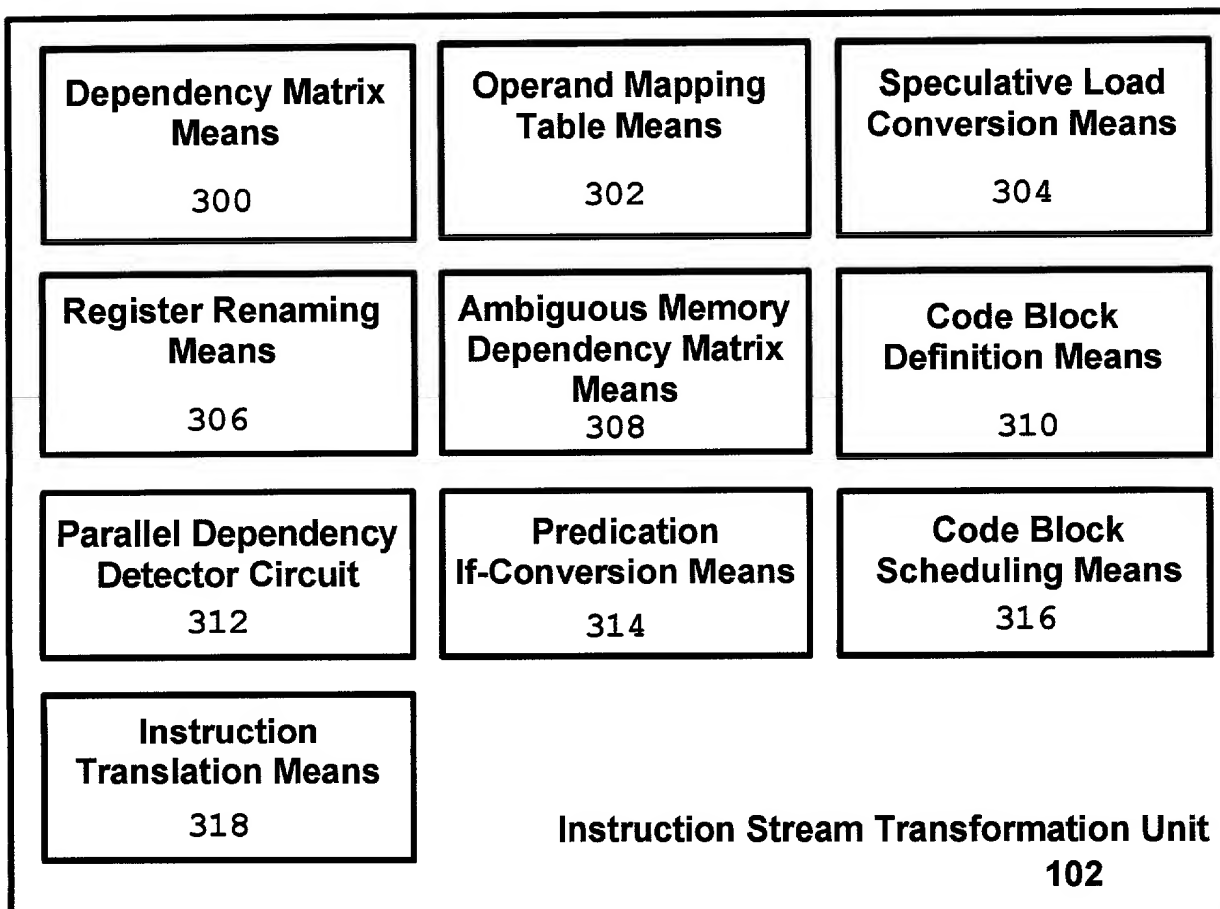 Dependency Matrix
Means
300
Operand Mapping
Table Means
302
Speculative Load
Conversion Means
304
Register Renaming
Means
306
Ambiguous Memory
Dependency Matrix
Means
308
Code Block
Definition Means
310
Parallel Dependency
Detector Circuit
312
Predication
If-Conversion Means
314
Code Block
Scheduling Means
316
Instruction
Translation Means
318
Instruction Stream Transformation Unit
102